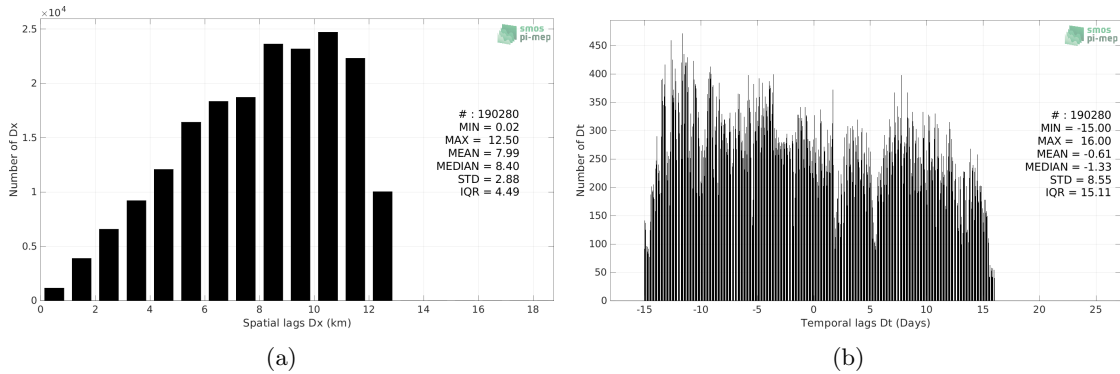 ×10⁴
2.5
2
1.5
1
0.5
0
0 2 4 6 8 10 12 14 16 18
Number of Dx
Spatial lags Dx (km)
smos
pi-mep
# : 190280
MIN = 0.02
MAX = 12.50
MEAN = 7.99
MEDIAN = 8.40
STD = 2.88
IQR = 4.49
(a)
450
400
350
300
250
200
150
100
50
0
-15 -10 -5 0 5 10 15 20 25
Number of Dt
Temporal lags Dt (Days)
smos
pi-mep
# : 190280
MIN = -15.00
MAX = 16.00
MEAN = -0.61
MEDIAN = -1.33
STD = 8.55
IQR = 15.11
(b)